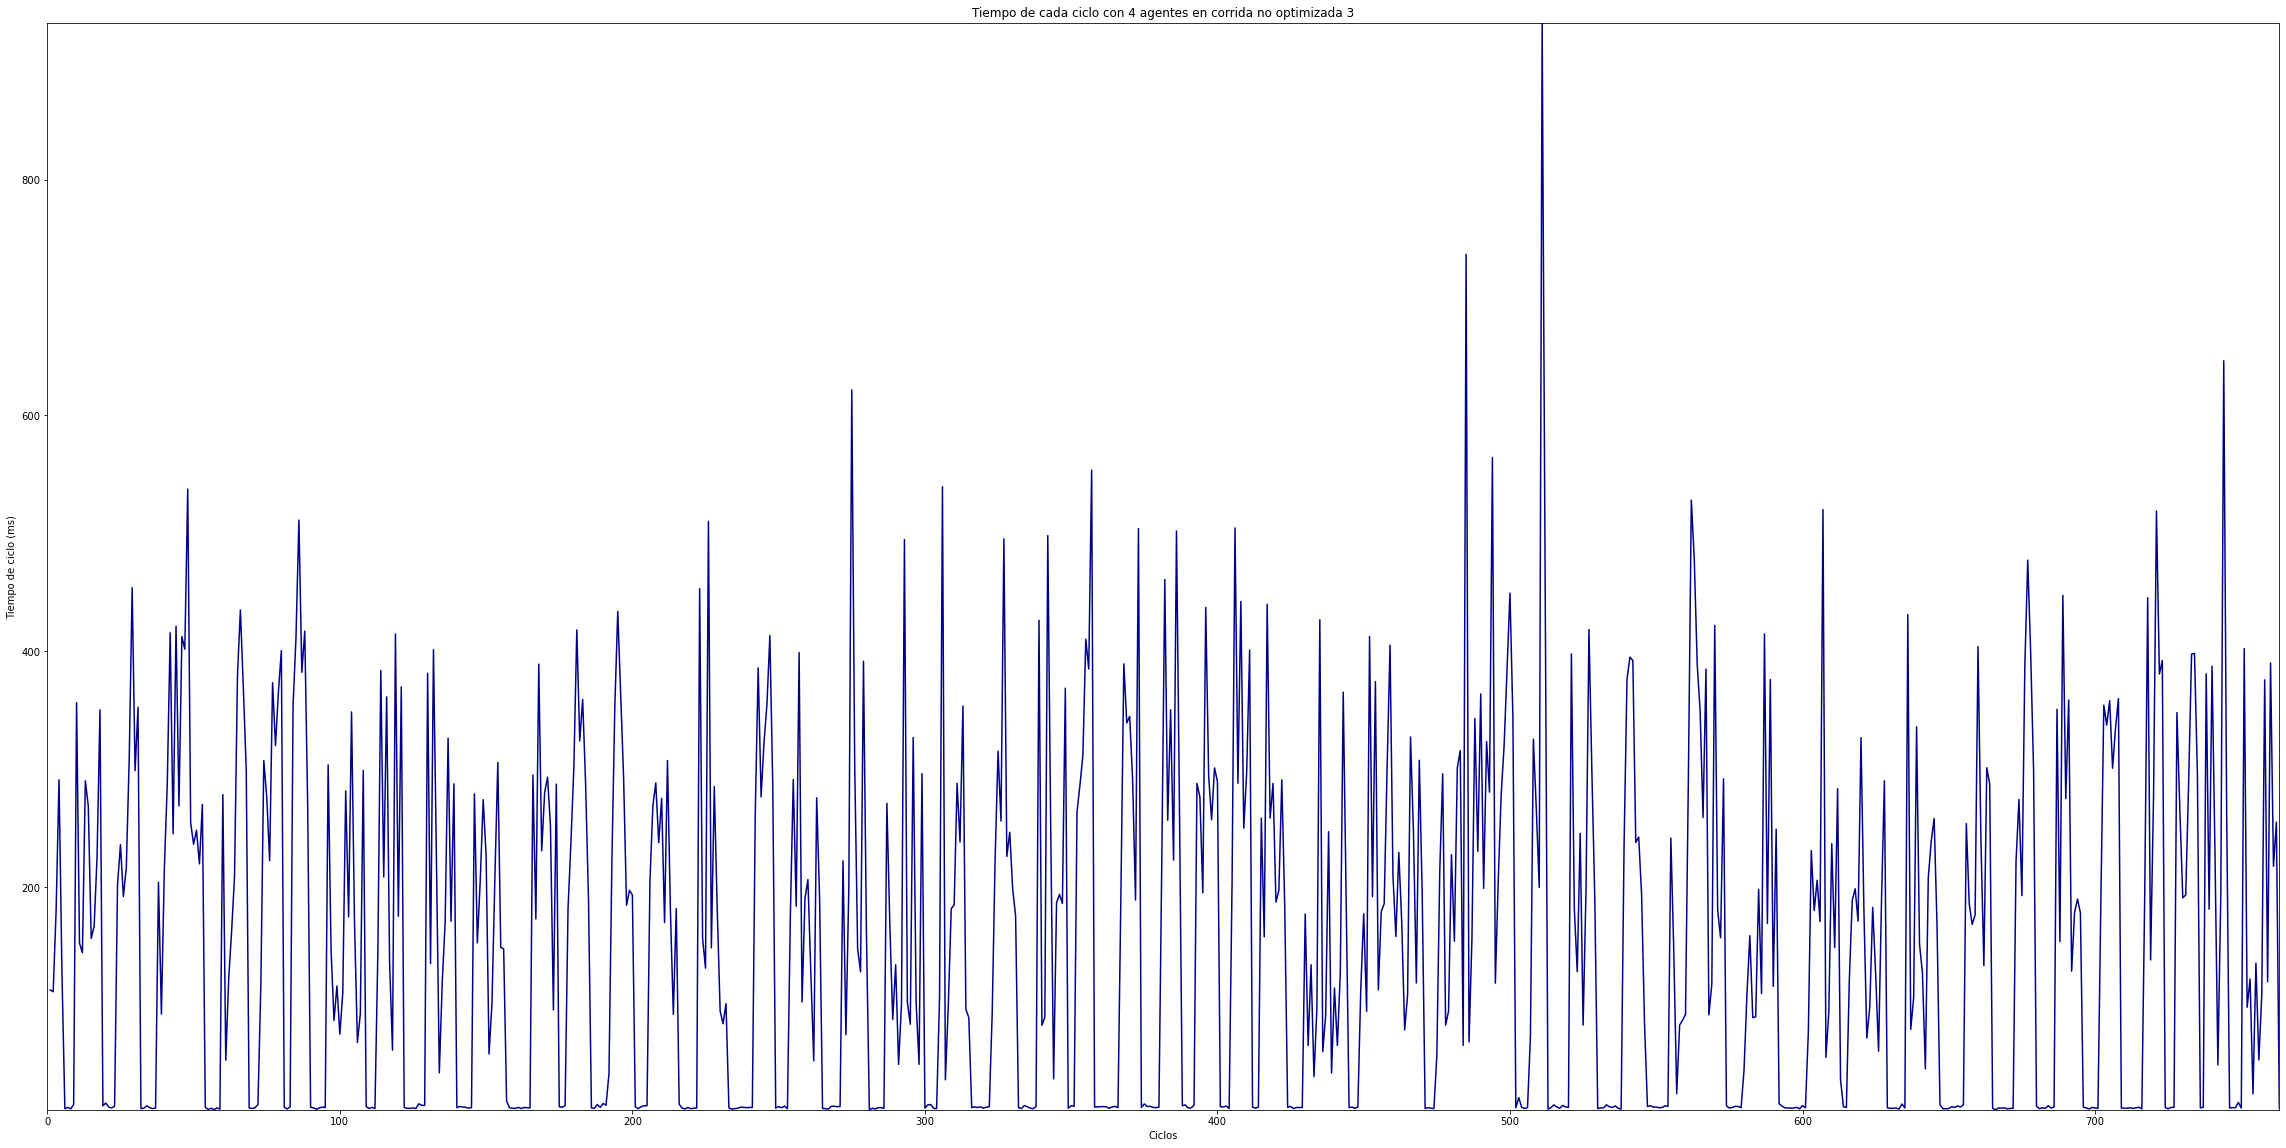 Tiempo de cada ciclo con 4 agentes en corrida no optimizada 3
800
600
400
200
Tiempo de ciclo (ms)
0 100 200 300 400 500 600 700
Ciclos